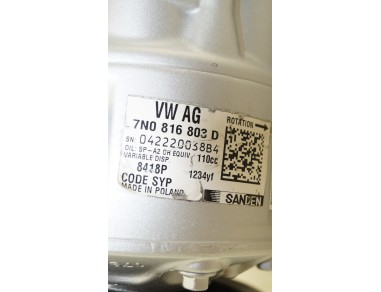 VW AG
7N0 816 803 D
ROTATION
SN: 042220038B4
OIL: SP-A2 OR EQUIV. 110cc
VARIABLE DISP
8418P 1234yf
CODE SYP
MADE IN POLAND
SANDEN